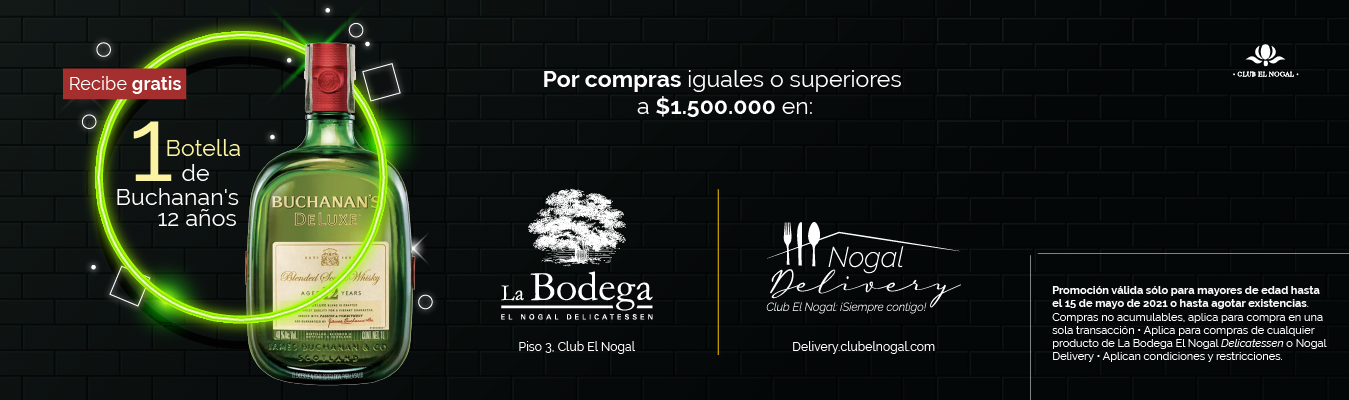 Recibe gratis
1 Botella
de
Buchanan's
12 años
BUCHANAN'S
DE LUXE
Blended Scotch Whisky
AGED 12 YEARS
JAMES BUCHANAN & CO
SCOTLAND
Por compras iguales o superiores
a $1.500.000 en:
La Bodega
EL NOGAL DELICATESSEN
Piso 3, Club El Nogal
Nogal
Delivery
Club El Nogal: ¡Siempre contigo!
Delivery.clubelnogal.com
• CLUB EL NOGAL •
Promoción válida sólo para mayores de edad hasta
el 15 de mayo de 2021 o hasta agotar existencias.
Compras no acumulables, aplica para compra en una
sola transacción • Aplica para compras de cualquier
producto de La Bodega El Nogal Delicatessen o Nogal
Delivery • Aplican condiciones y restricciones.